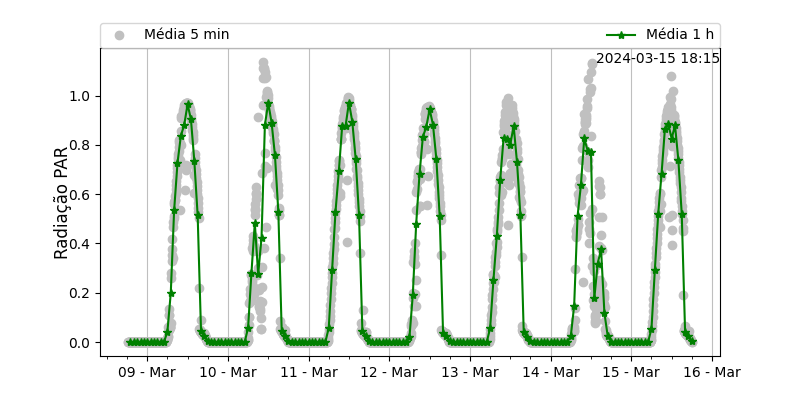 Média 5 min
Média 1 h
2024-03-15 18:15
Radiação PAR
1.0
0.8
0.6
0.4
0.2
0.0
09 - Mar
10 - Mar
11 - Mar
12 - Mar
13 - Mar
14 - Mar
15 - Mar
16 - Mar